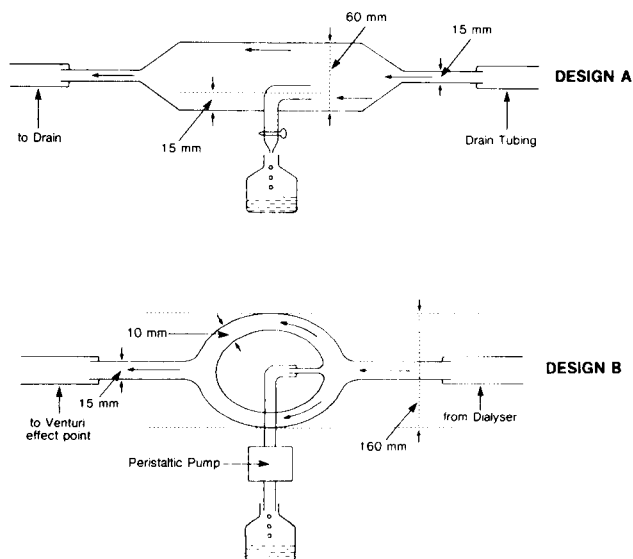 60 mm
15 mm
DESIGN A
to Drain
15 mm
Drain Tubing
10 mm
DESIGN B
15 mm
to Venturi
effect point
from Dialyser
160 mm
Peristaltic Pump